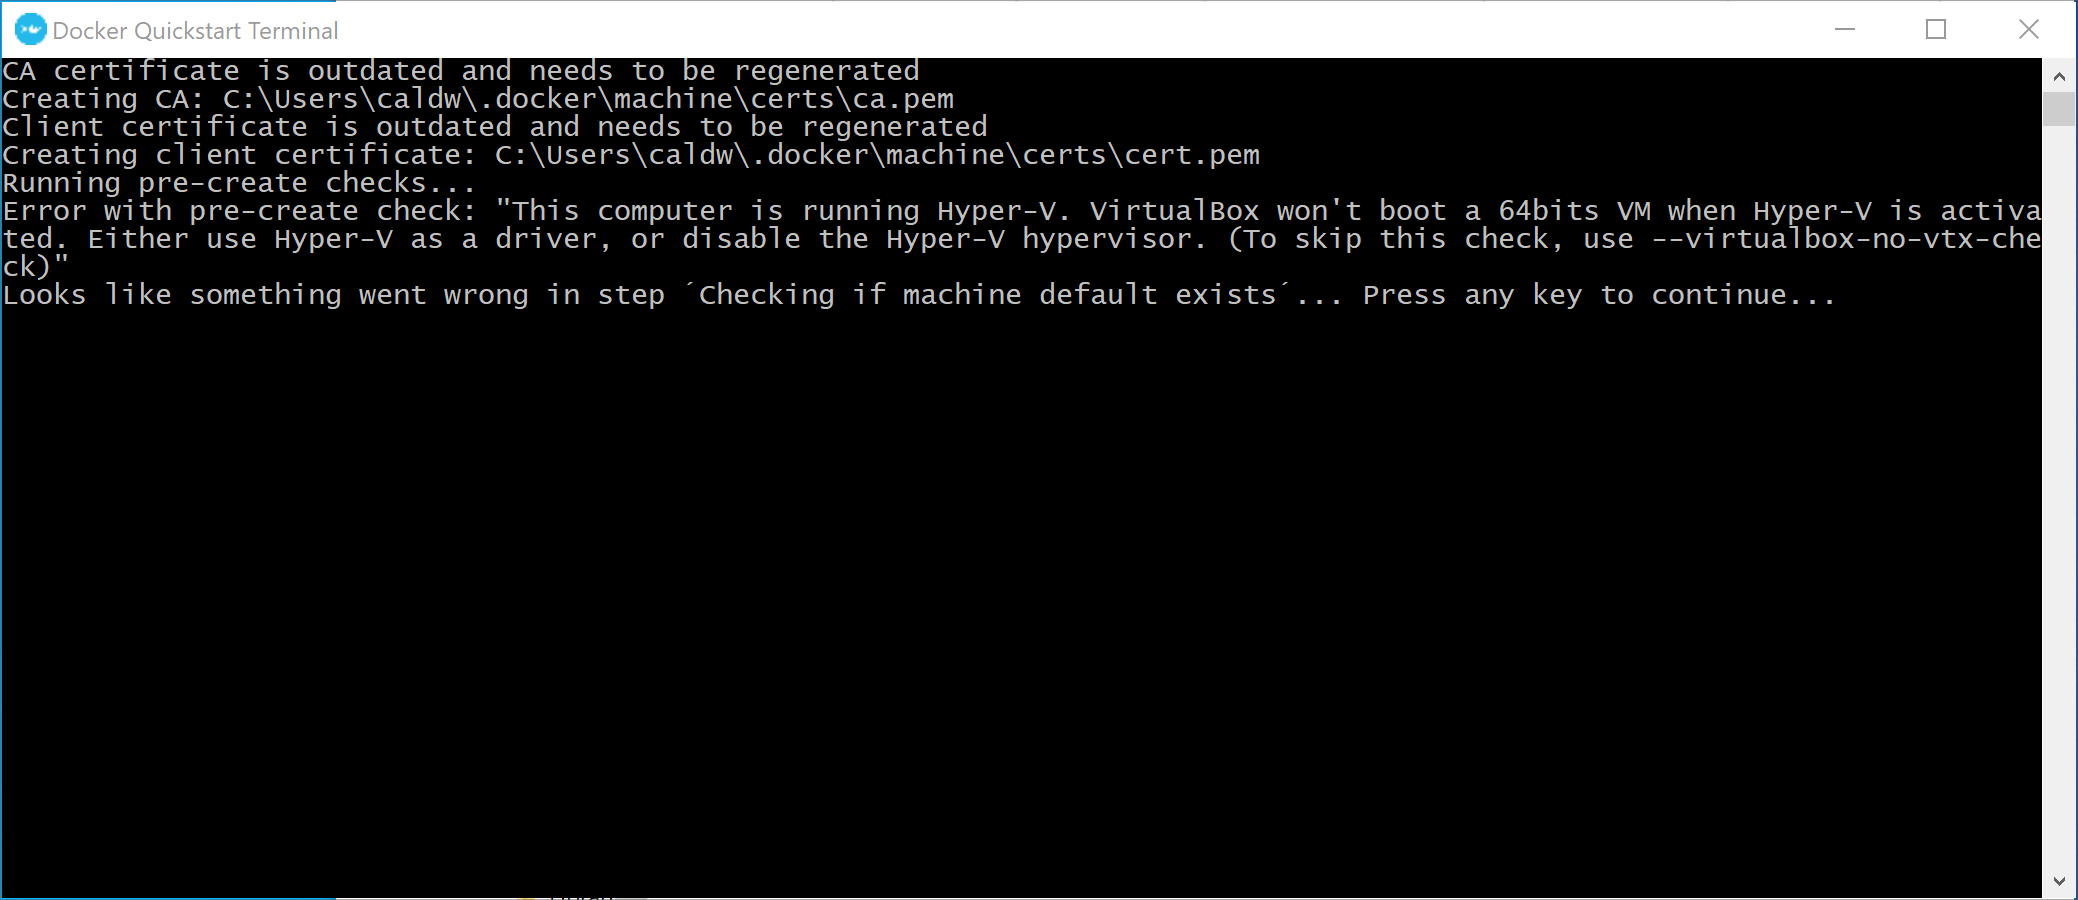 Docker Quickstart Terminal
CA certificate is outdated and needs to be regenerated
Creating CA: C:\Users\caldw\.docker\machine\certs\ca.pem
Client certificate is outdated and needs to be regenerated
Creating client certificate: C:\Users\caldw\.docker\machine\certs\cert.pem
Running pre-create checks...
Error with pre-create check: "This computer is running Hyper-V. VirtualBox won't boot a 64bits VM when Hyper-V is activa
ted. Either use Hyper-V as a driver, or disable the Hyper-V hypervisor. (To skip this check, use --virtualbox-no-vtx-che
ck)"
Looks like something went wrong in step ´Checking if machine default exists´... Press any key to continue...